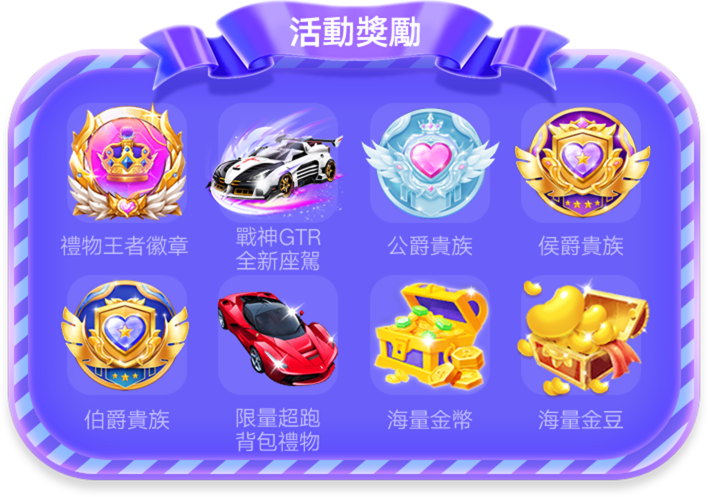 活動獎勵
禮物王者徽章
戰神GTR
全新座駕
公爵貴族
侯爵貴族
伯爵貴族
限量超跑
背包禮物
海量金幣
海量金豆